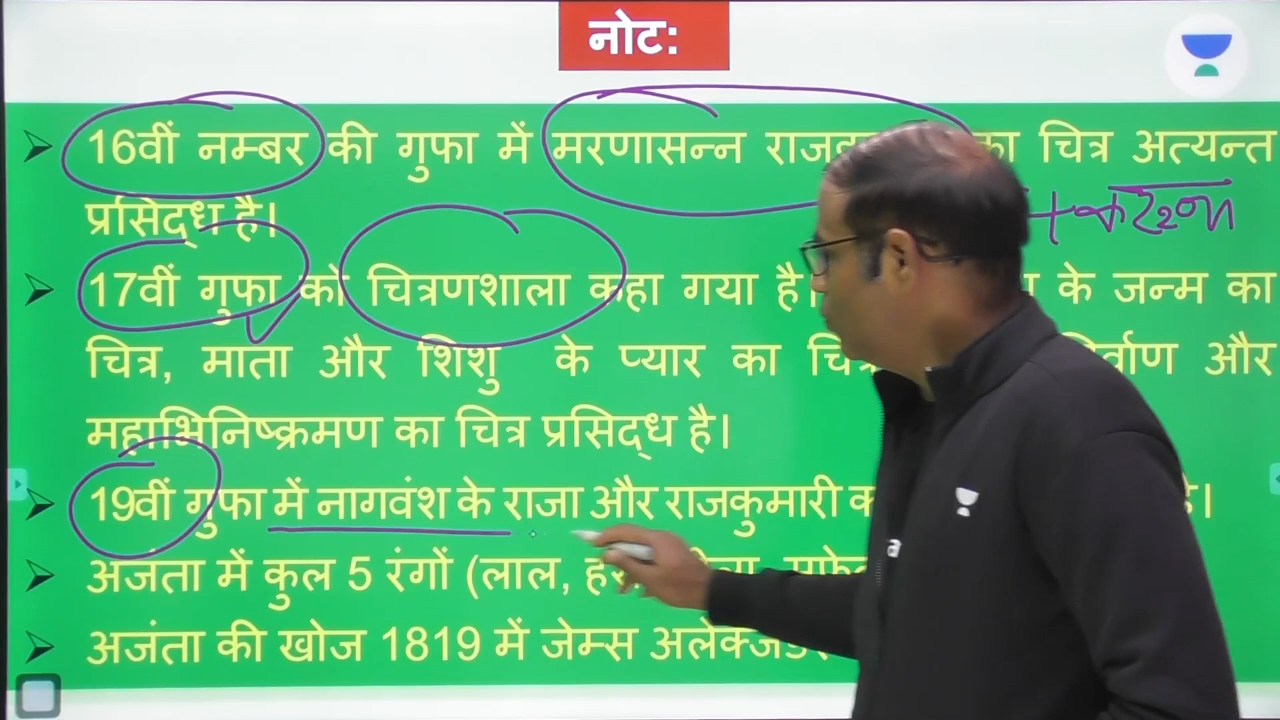 नोट:
16वीं नम्बर की गुफा में मरणासन्न का चित्र अत्यन्त
प्रसिद्ध है।
17वीं गुफा को चित्रणशाला कहा गया है। के जन्म का
चित्र, माता और शिशु के प्यार का और
महाभिनिष्क्रमण का चित्र प्रसिद्ध है।
19वीं गुफा में नागवंश के राजा और राजकुमारी है।
अजंता में कुल 5 रंगों (लाल,
अजंता की खोज 1819 में जेम्स